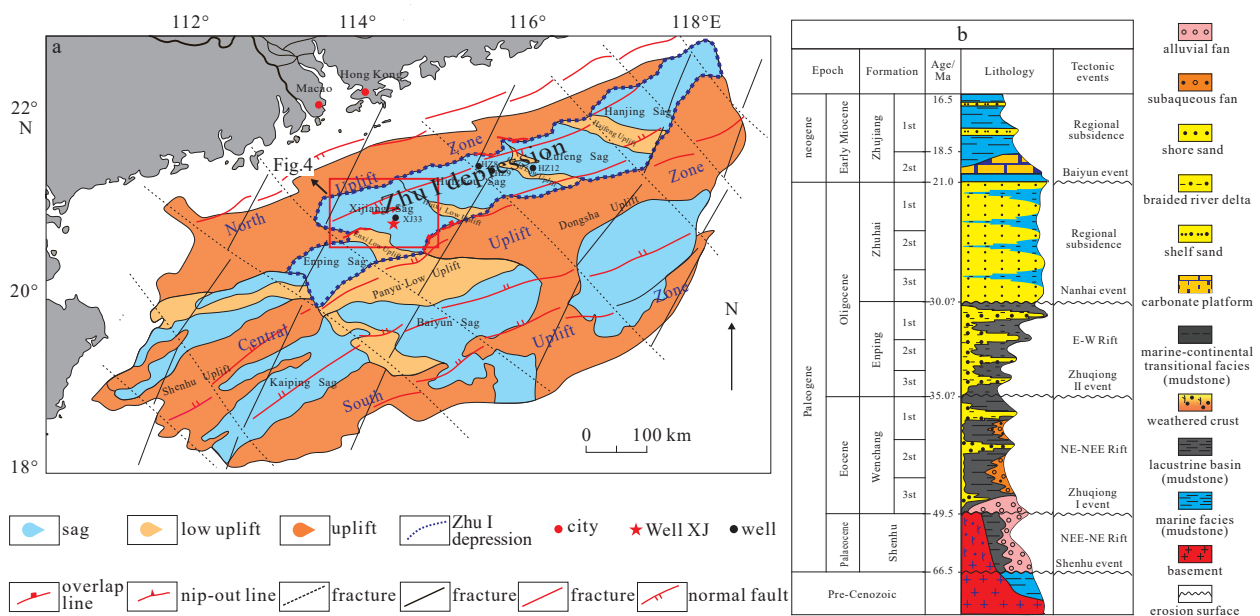 112°
114°
116°
118°E
a
22°
N
20°
18°
Hong Kong
Macao
Fig.4
North
Uplift
Zone
Zhu I depression
Hanjing Sag
Lufeng Sag
HZ9
HZ12
Xijiang Sag
XJ33
Enping Sag
Panyu Low Uplift
Dongsha Uplift
Uplift
Zone
Baiyun Sag
Central
Shenhu Uplift
Kaiping Sag
South
Uplift
Zone
N
0 100 km
sag
low uplift
uplift
Zhu I
depression
city
Well XJ
well
overlap
line
nip-out line
fracture
fracture
fracture
normal fault
b
Epoch
Formation
Age/
Ma
Lithology
Tectonic
events
neogene
Early Miocene
Zhujiang
1st
2st
16.5
18.5
21.0
Regional
subsidence
Baiyun event
Paleogene
Oligocene
Zhuhai
1st
2st
3st
30.0?
Regional
subsidence
Nanhai event
Enping
1st
2st
3st
35.0?
E-W Rift
Zhuqiong
II event
Eocene
Wenchang
1st
2st
3st
49.5
NE-NEE Rift
Zhuqiong
I event
Palaeocene
Shenhu
66.5
NEE-NE Rift
Shenhu event
Pre-Cenozoic
alluvial fan
subaqueous fan
shore sand
braided river delta
shelf sand
carbonate platform
marine-continental
transitional facies
(mudstone)
weathered crust
lacustrine basin
(mudstone)
marine facies
(mudstone)
basement
erosion surface